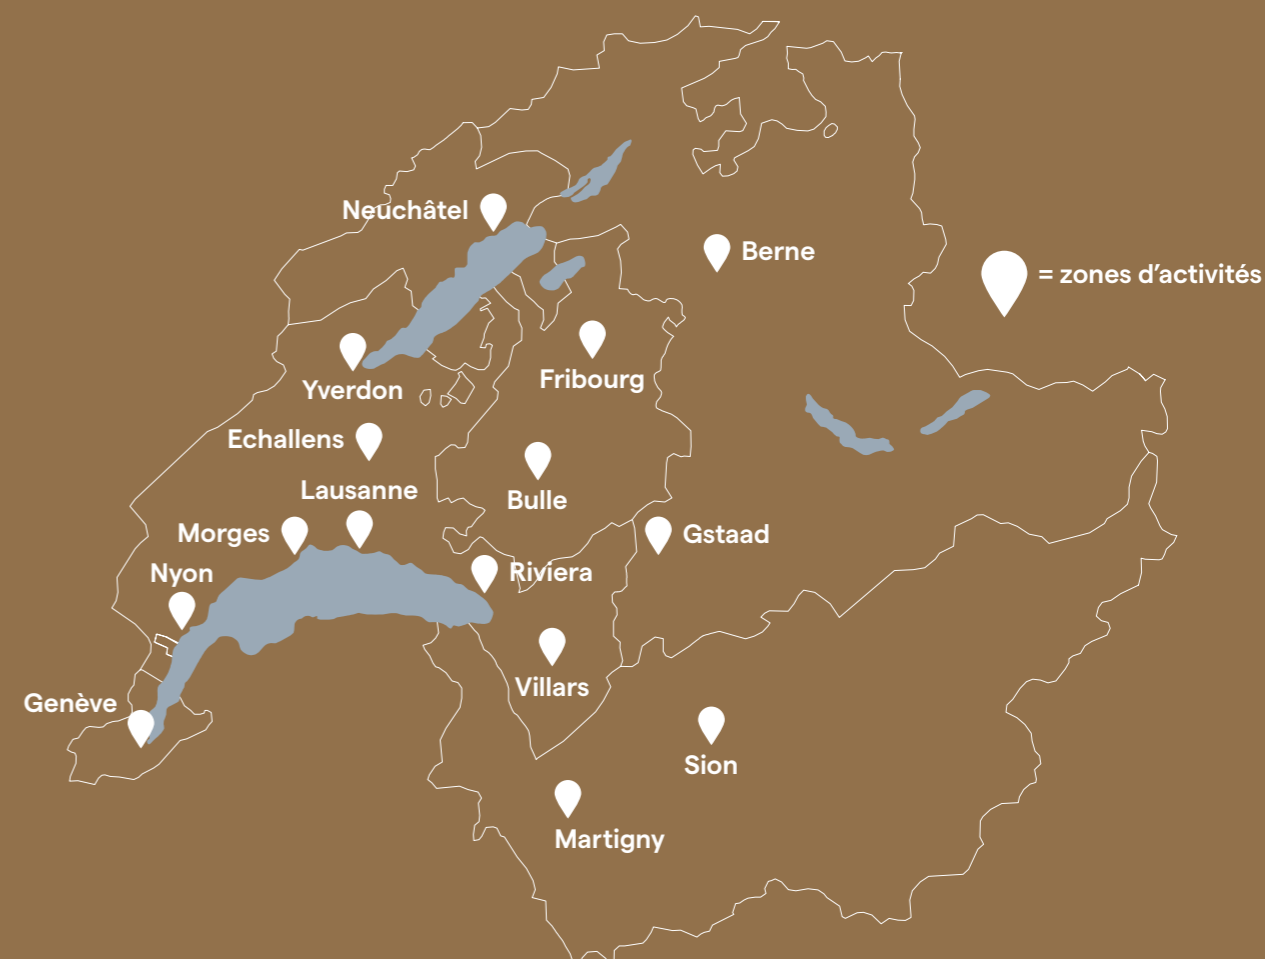 Neuchâtel
Berne
= zones d’activités
Fribourg
Yverdon
Echallens
Lausanne
Bulle
Morges
Gstaad
Nyon
Riviera
Villars
Genève
Sion
Martigny